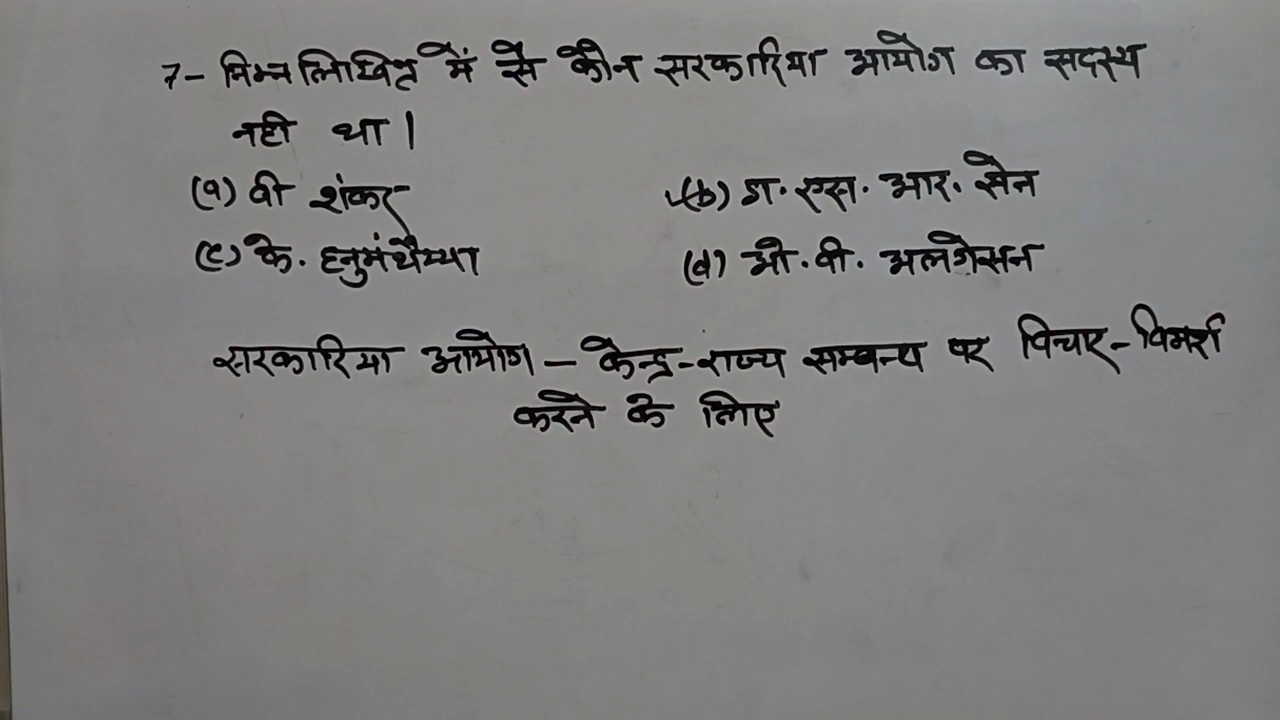 7- निम्नलिखित में से कौन सरकारिया आयोग का सदस्य
नही था |
(a) वी शंकर
(b) डा. एस. आर. सेन
(c) के. हनुमंथैय्या
(d) ओ. वी. अलगेसन
सरकारिया आयोग – केन्द्र-राज्य सम्बन्ध पर विचार-विमर्श
करने के लिए